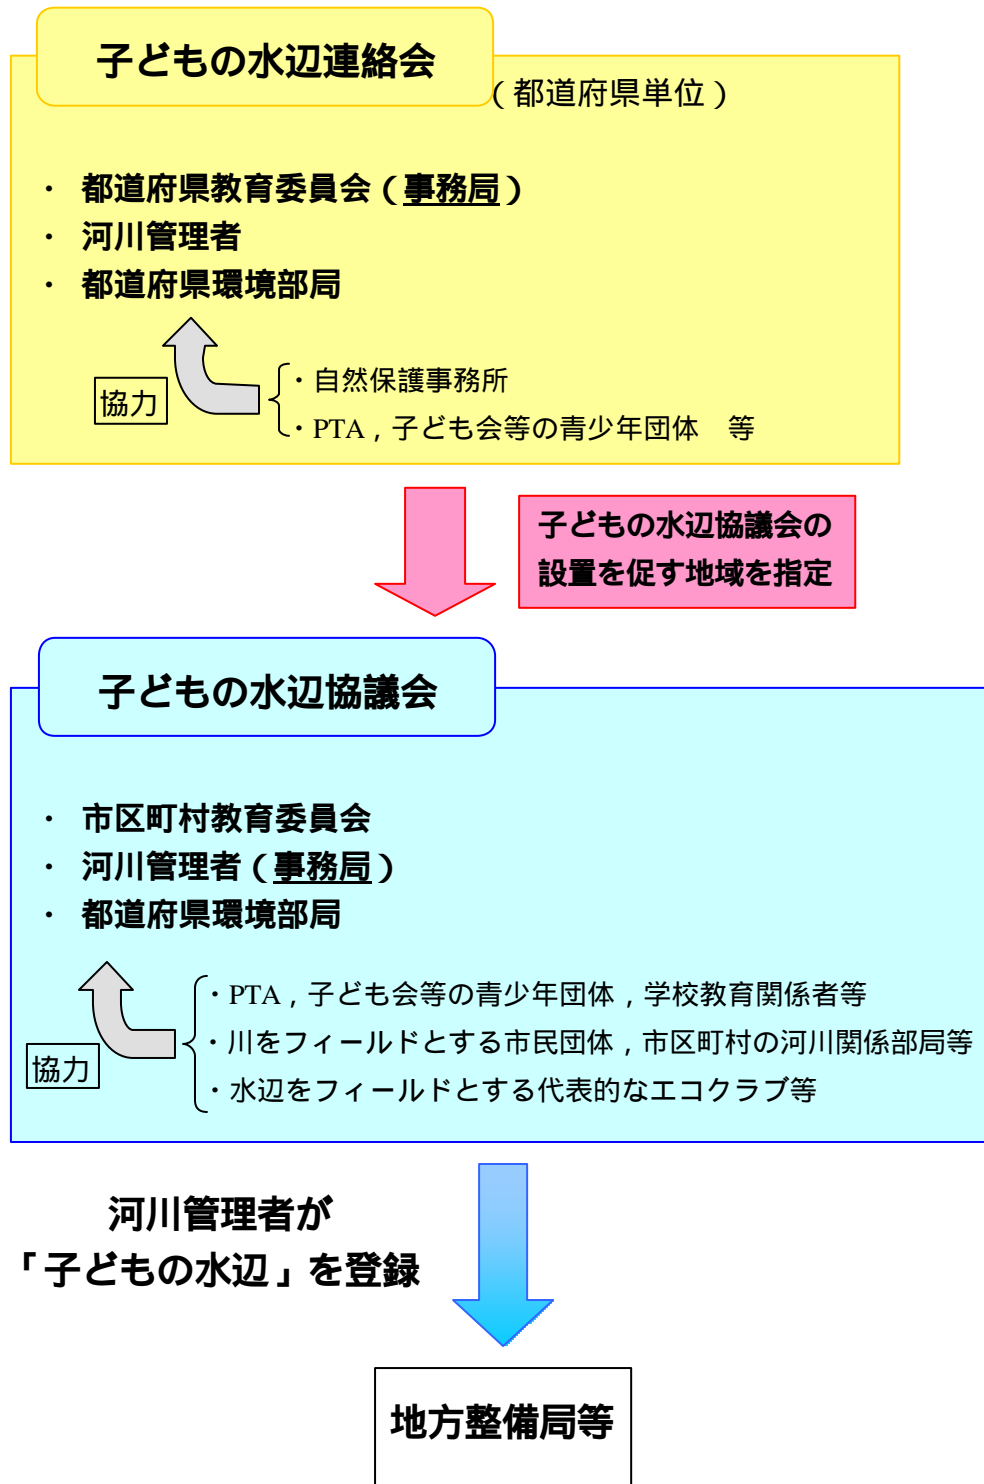 子どもの水辺連絡会
（都道府県単位）
・ 都道府県教育委員会（事務局）
・ 河川管理者
・ 都道府県環境部局
協力
・自然保護事務所
・PTA，子ども会等の青少年団体　等
子どもの水辺協議会の
設置を促す地域を指定
子どもの水辺協議会
・ 市区町村教育委員会
・ 河川管理者（事務局）
・ 都道府県環境部局
協力
・PTA，子ども会等の青少年団体，学校教育関係者等
・川をフィールドとする市民団体，市区町村の河川関係部局等
・水辺をフィールドとする代表的なエコクラブ等
河川管理者が
「子どもの水辺」を登録
地方整備局等